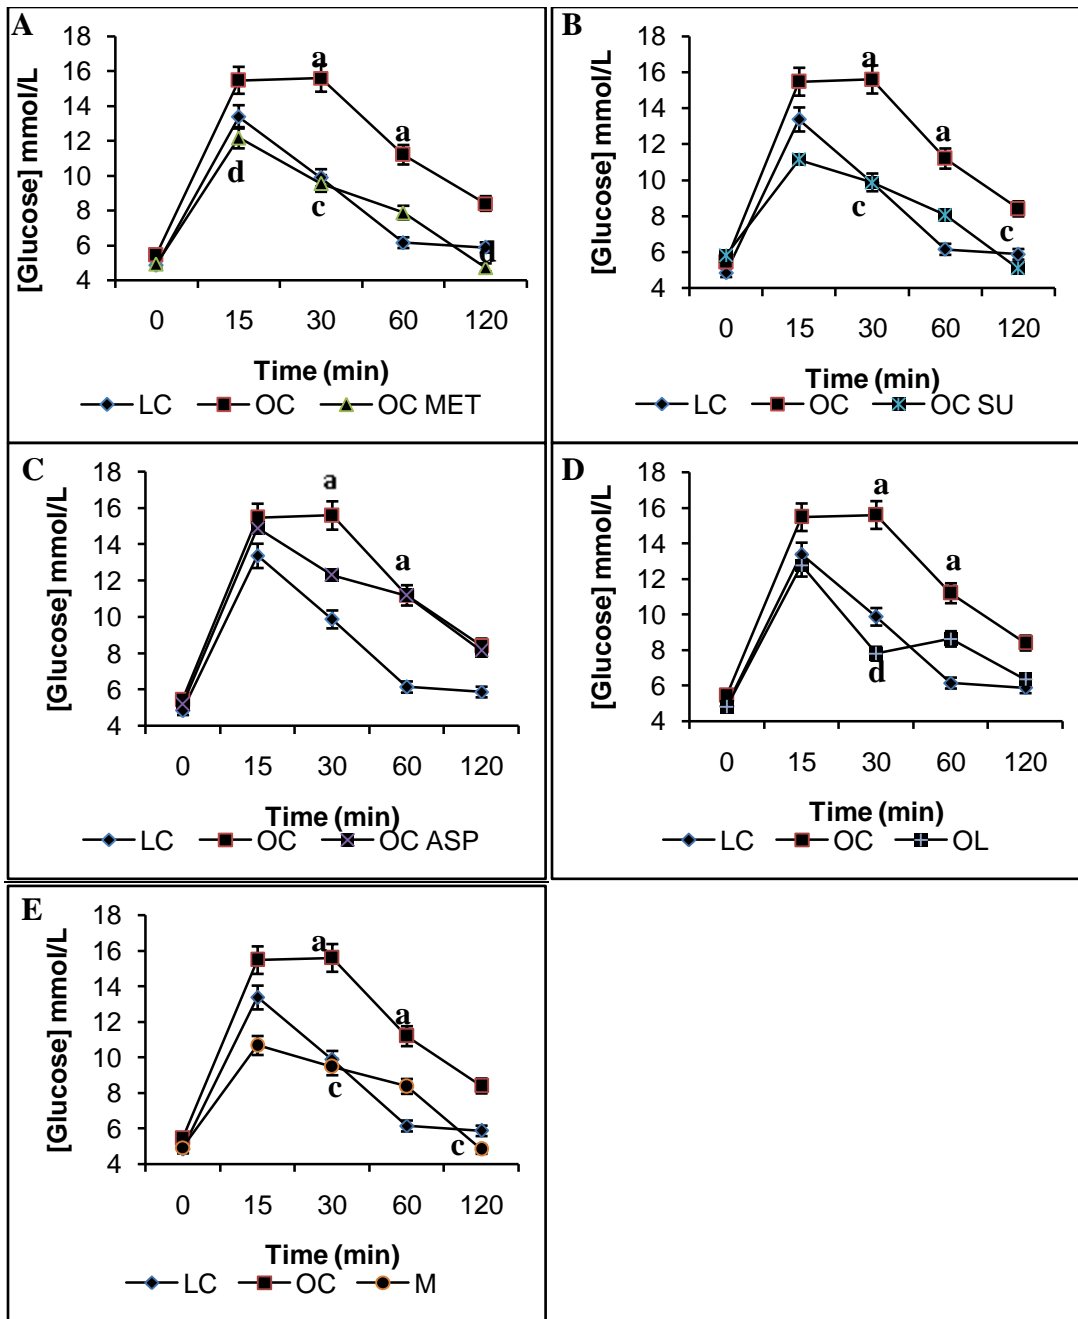 A
[Glucose] mmol/L
18
16
14
12
10
8
6
4
a
a
d
c
d
0 15 30 60 120
Time (min)
LC OC OC MET
B
[Glucose] mmol/L
18
16
14
12
10
8
6
4
a
a
c
c
0 15 30 60 120
Time (min)
LC OC OC SU
C
[Glucose] mmol/L
18
16
14
12
10
8
6
4
a
a
0 15 30 60 120
Time (min)
LC OC OC ASP
D
[Glucose] mmol/L
18
16
14
12
10
8
6
4
a
a
d
0 15 30 60 120
Time (min)
LC OC OL
E
[Glucose] mmol/L
18
16
14
12
10
8
6
4
a
a
c
c
0 15 30 60 120
Time (min)
LC OC M